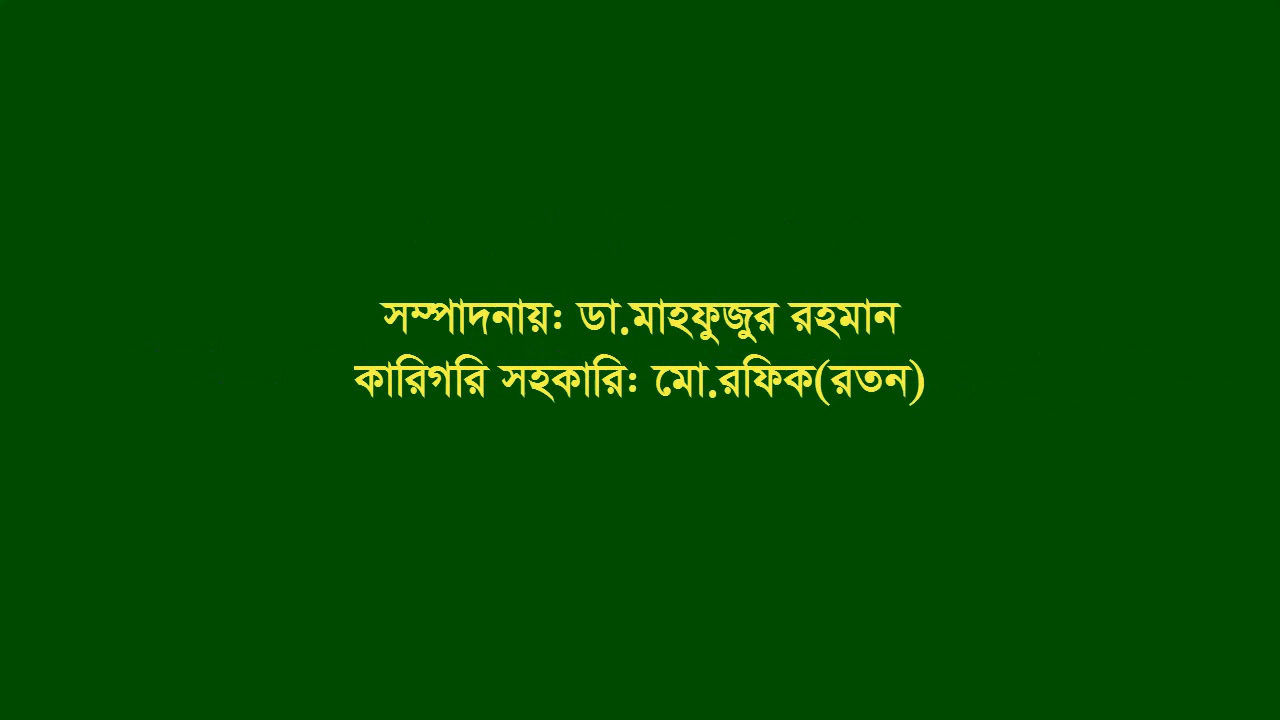 সম্পাদনায়ঃ ডা.মাহফুজুর রহমান
কারিগরি সহকারিঃ মো.রফিক(রতন)